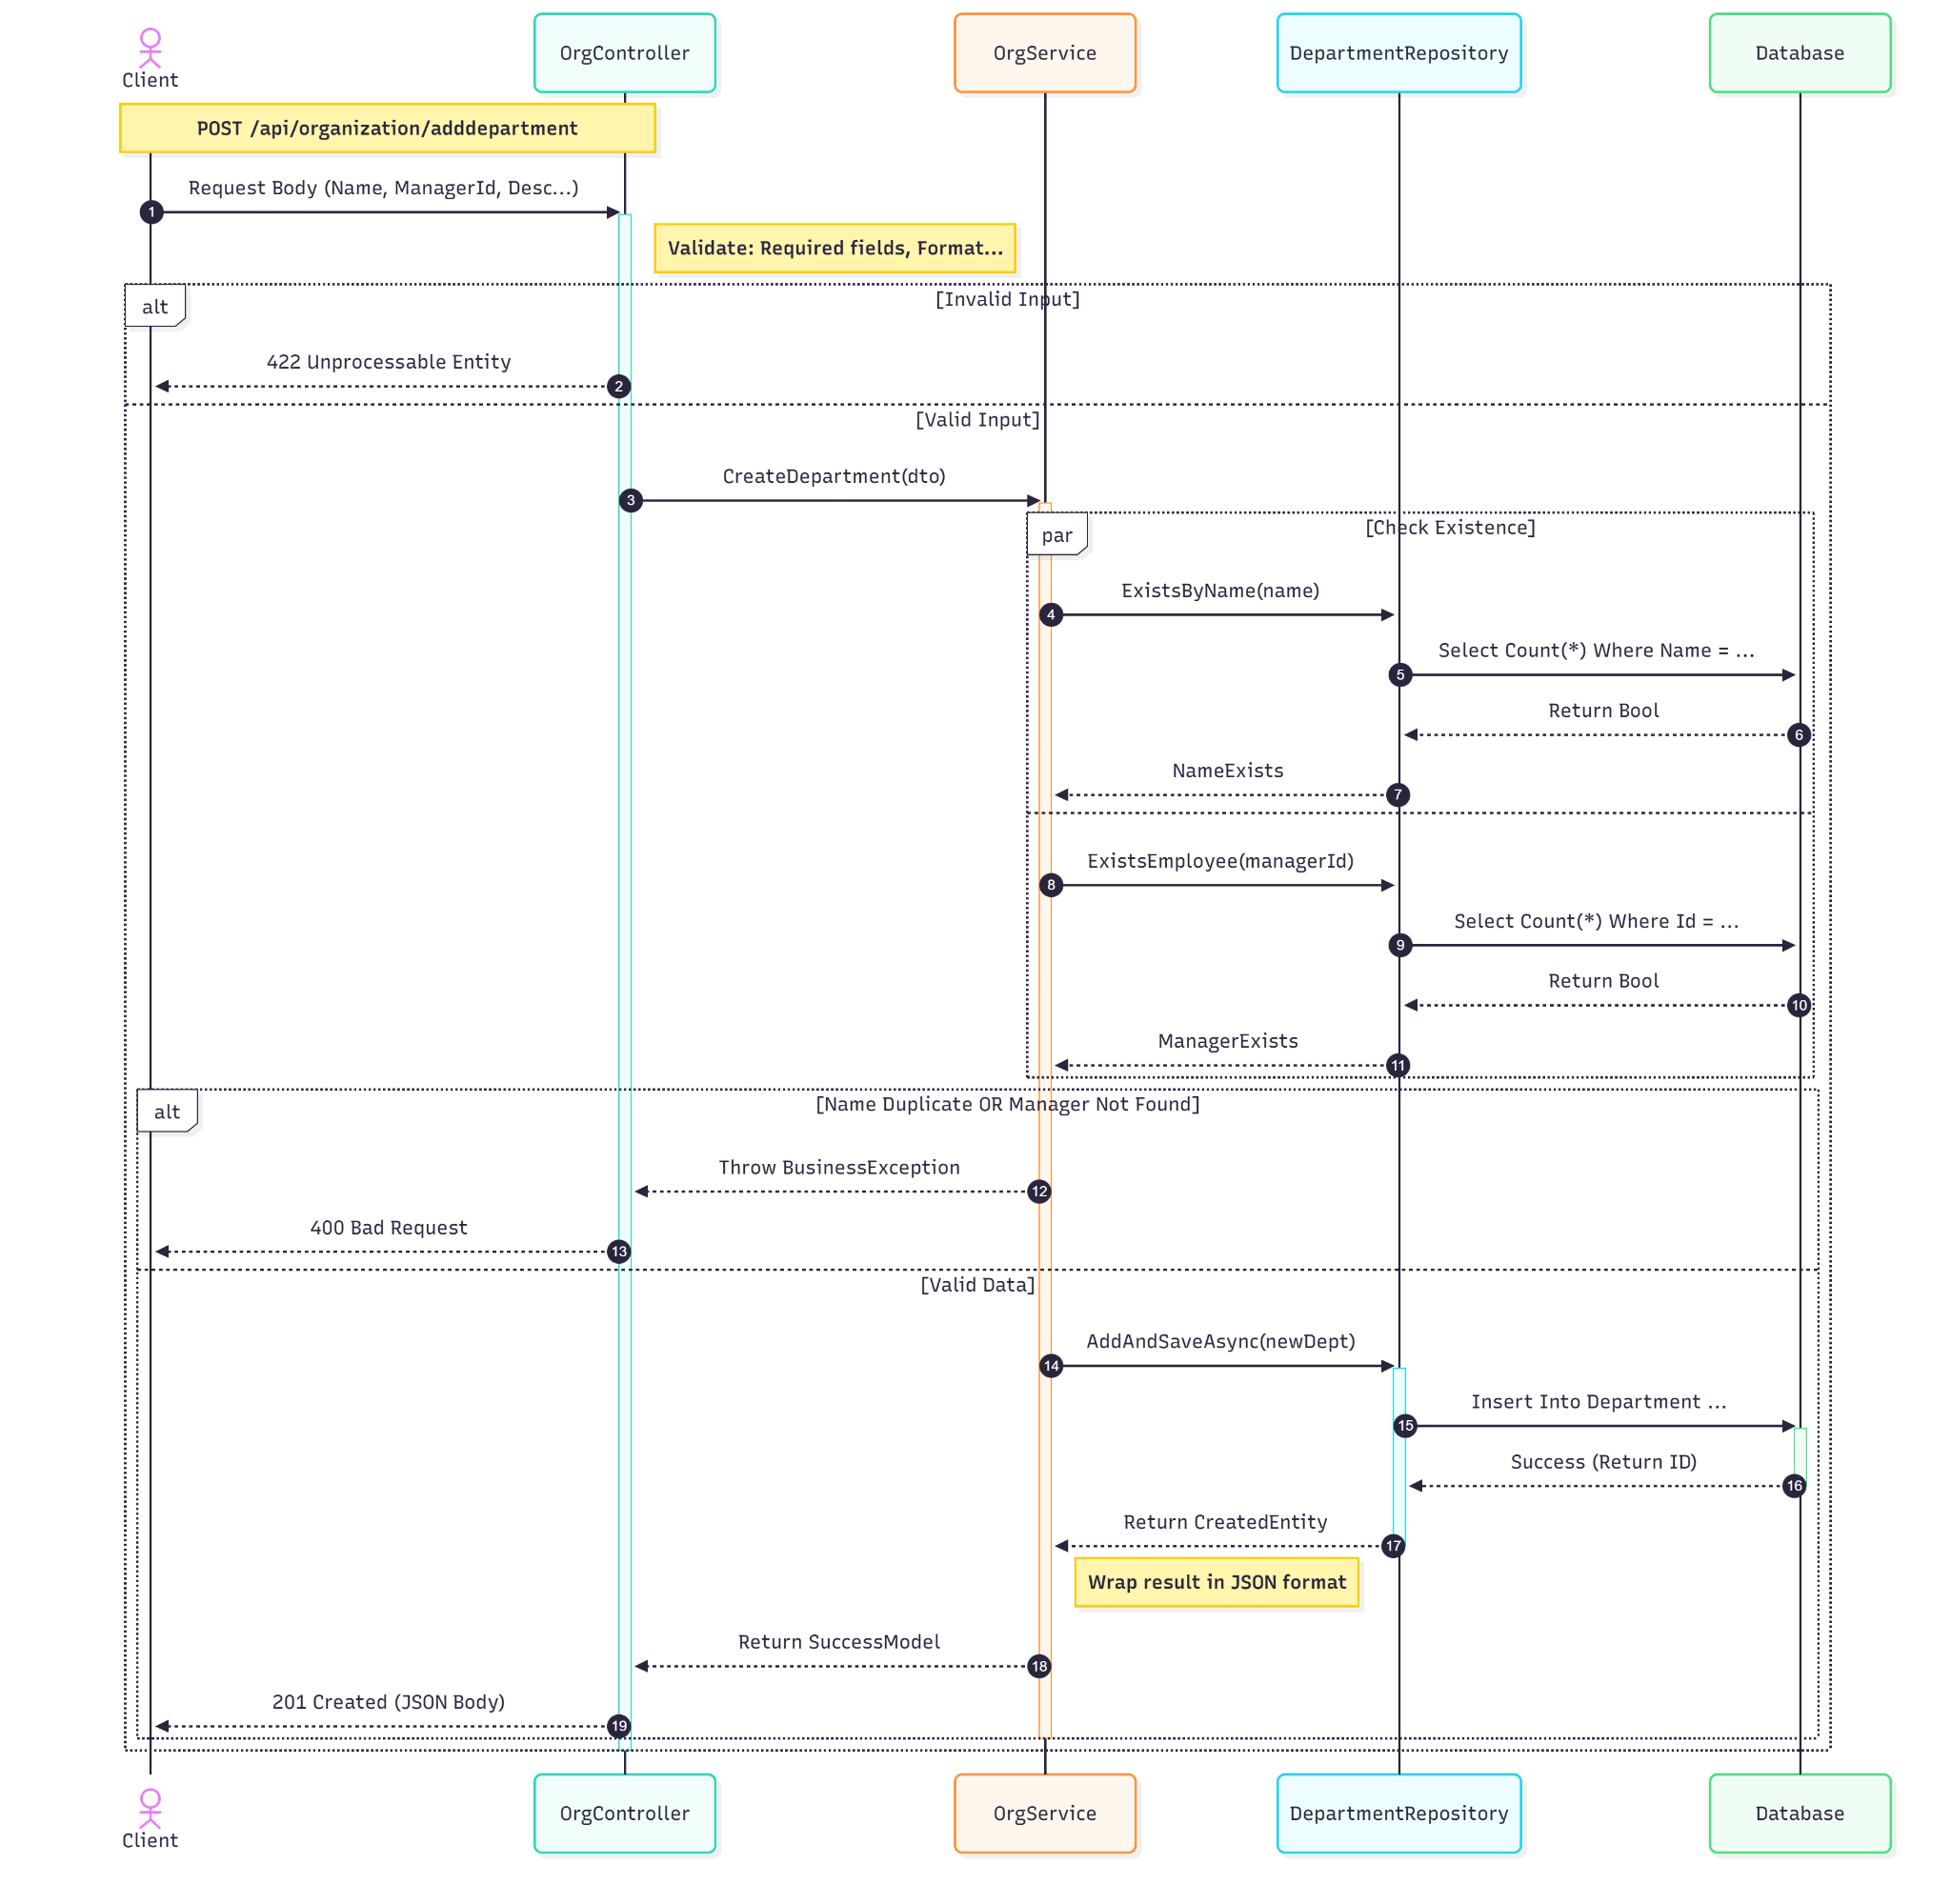 Client
OrgController
OrgService
DepartmentRepository
Database
POST /api/organization/adddepartment
Request Body (Name, ManagerId, Desc...)
1
Validate: Required fields, Format...
alt
[Invalid Input]
422 Unprocessable Entity
2
[Valid Input]
CreateDepartment(dto)
3
par
[Check Existence]
ExistsByName(name)
4
Select Count(*) Where Name = ...
5
Return Bool
6
NameExists
7
ExistsEmployee(managerId)
8
Select Count(*) Where Id = ...
9
Return Bool
10
ManagerExists
11
alt
[Name Duplicate OR Manager Not Found]
Throw BusinessException
12
400 Bad Request
13
[Valid Data]
AddAndSaveAsync(newDept)
14
Insert Into Department ...
15
Success (Return ID)
16
Return CreatedEntity
17
Wrap result in JSON format
Return SuccessModel
18
201 Created (JSON Body)
19
Client
OrgController
OrgService
DepartmentRepository
Database